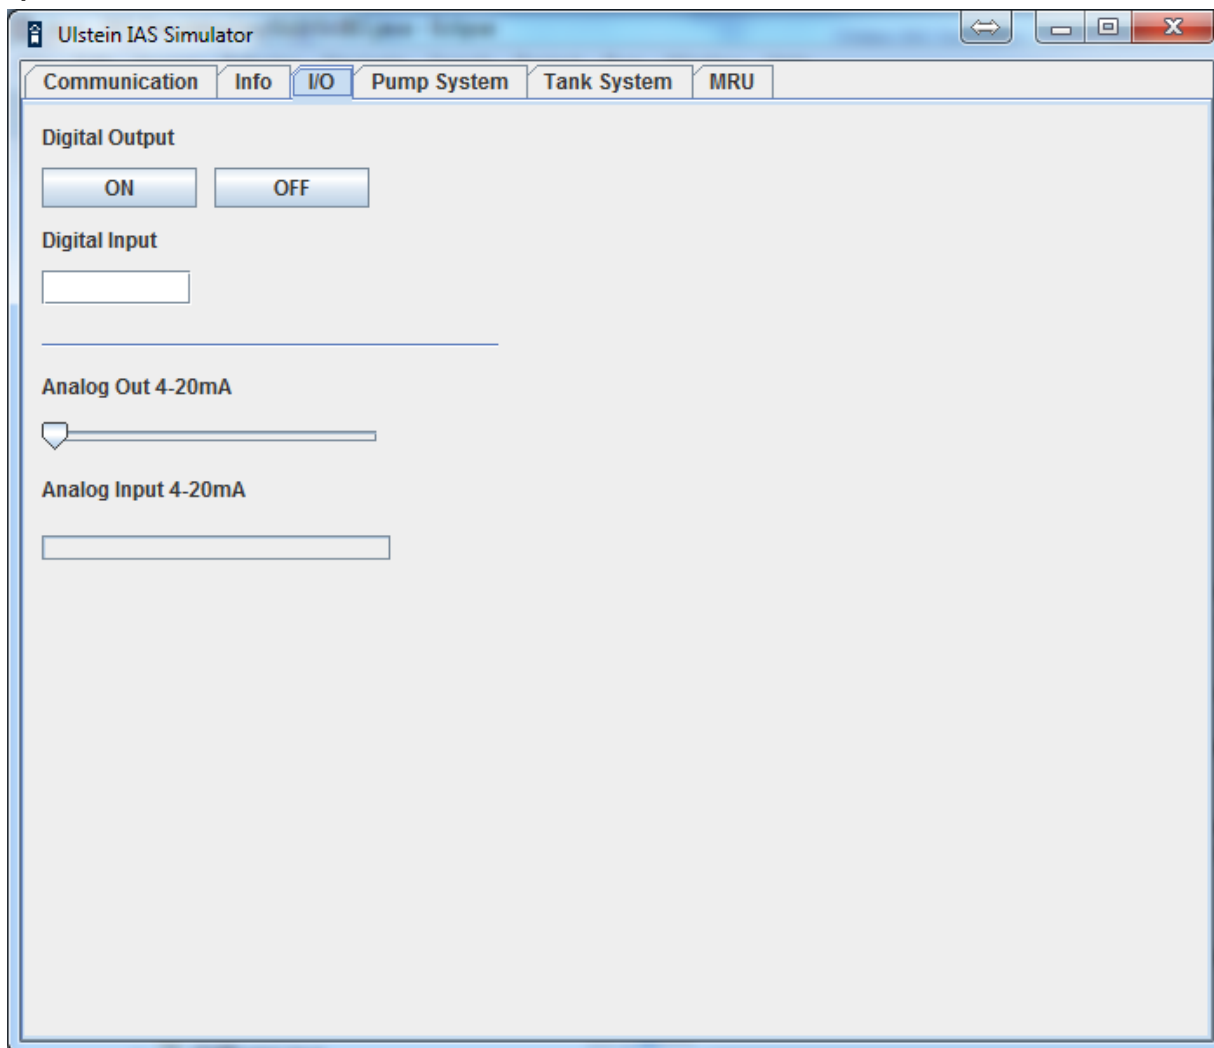 Ulstein IAS Simulator
Communication Info I/O Pump System Tank System MRU
Digital Output
ON OFF
Digital Input
Analog Out 4-20mA
Analog Input 4-20mA